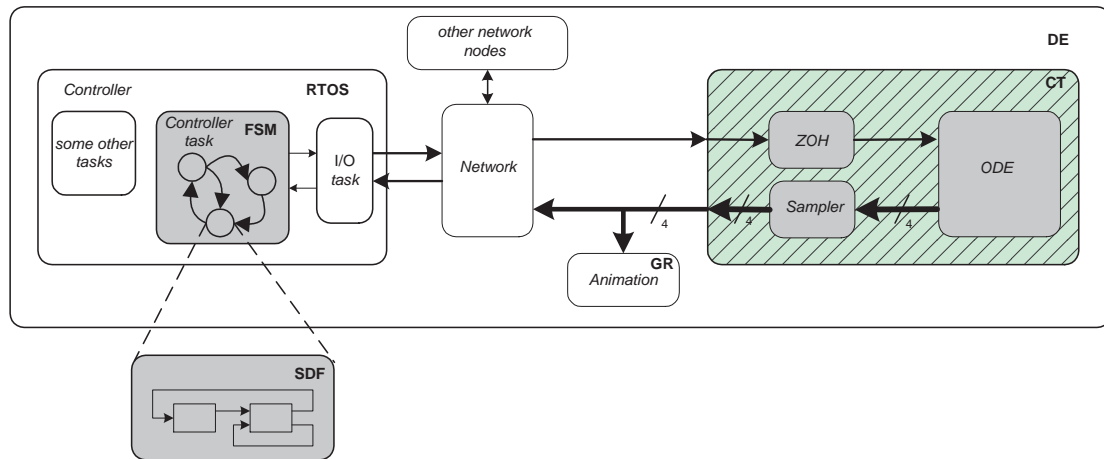 other network
nodes
DE
Controller
RTOS
CT
some other
tasks
Controller
task
FSM
I/O
task
Network
ZOH
ODE
Sampler
4
4
4
GR
Animation
SDF